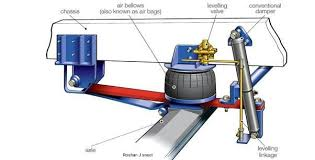 chassis
air bellows
(also known as air bags)
levelling
valve
conventional
damper
axle
levelling
linkage